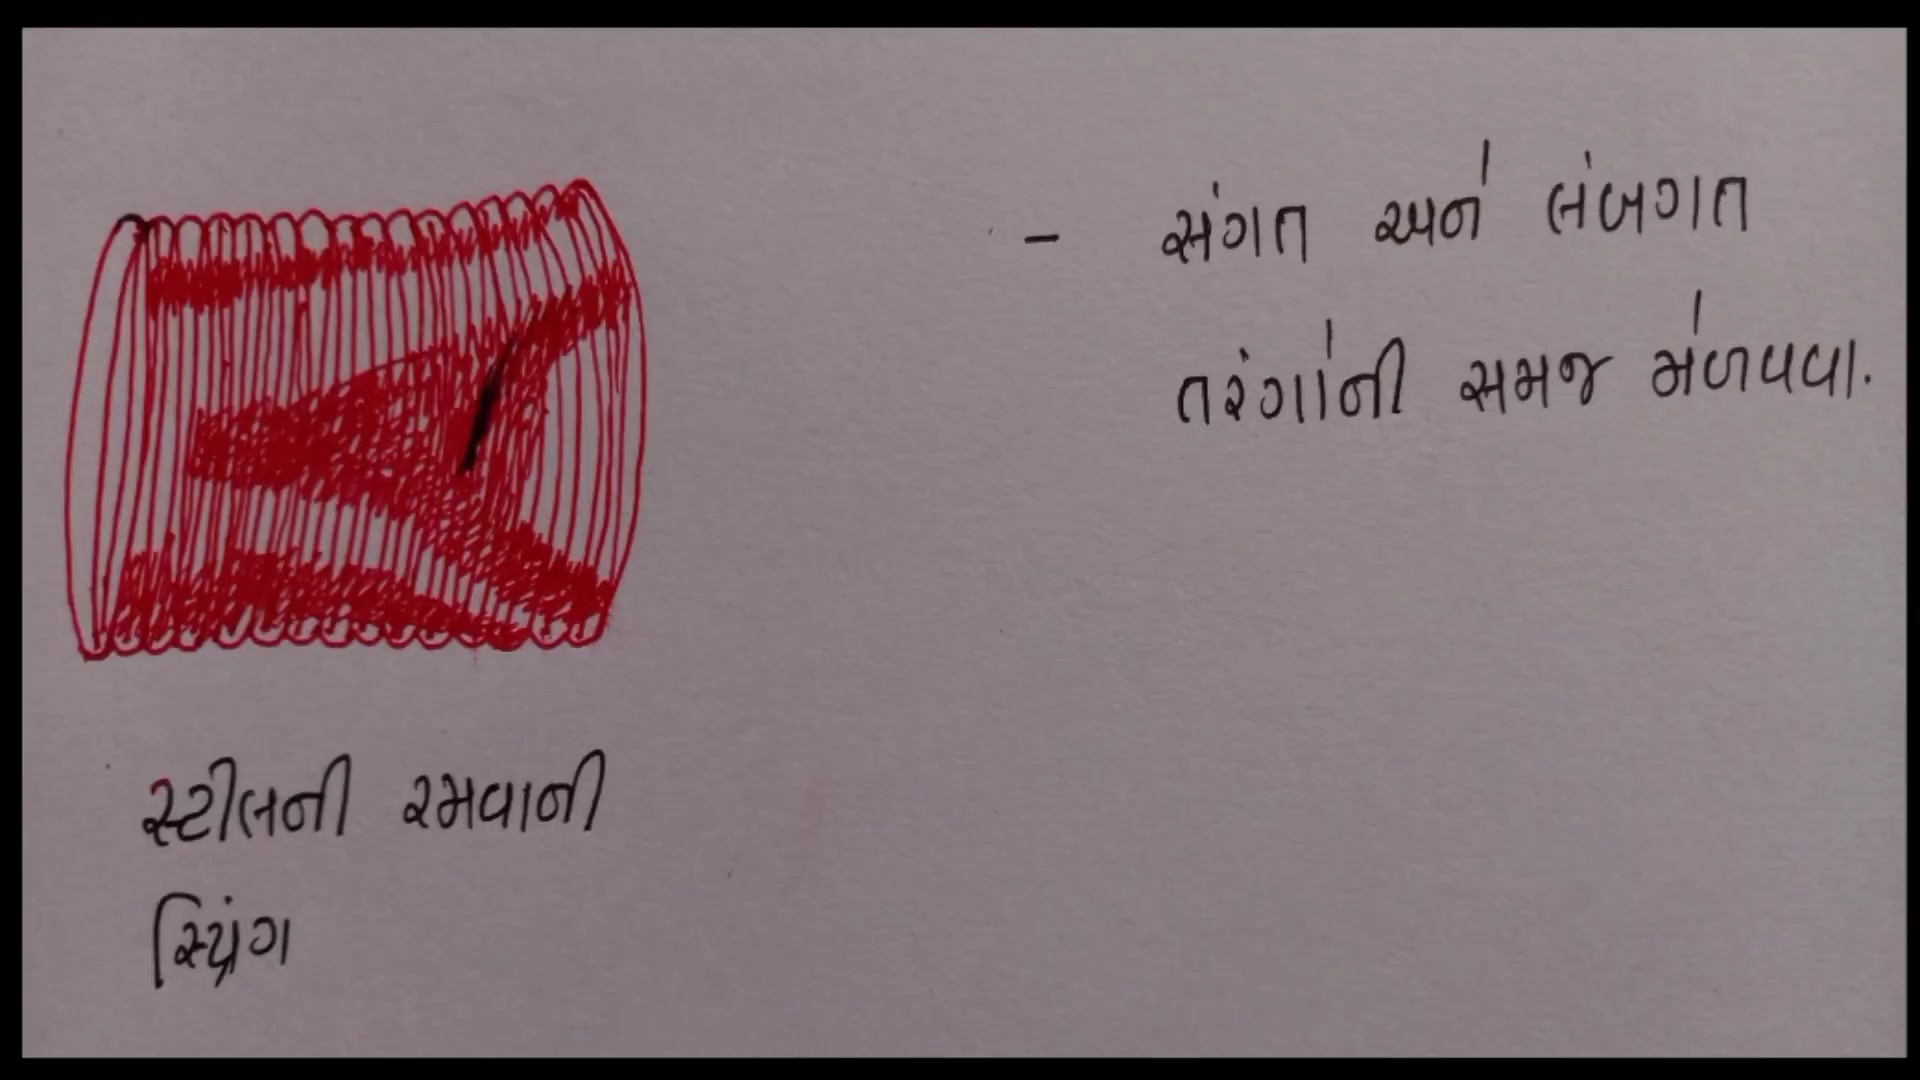 - સંગત અને લંબગત
તરંગોની સમજ મેળવવા.
સ્ટીલની રમવાની
સ્પ્રિંગ